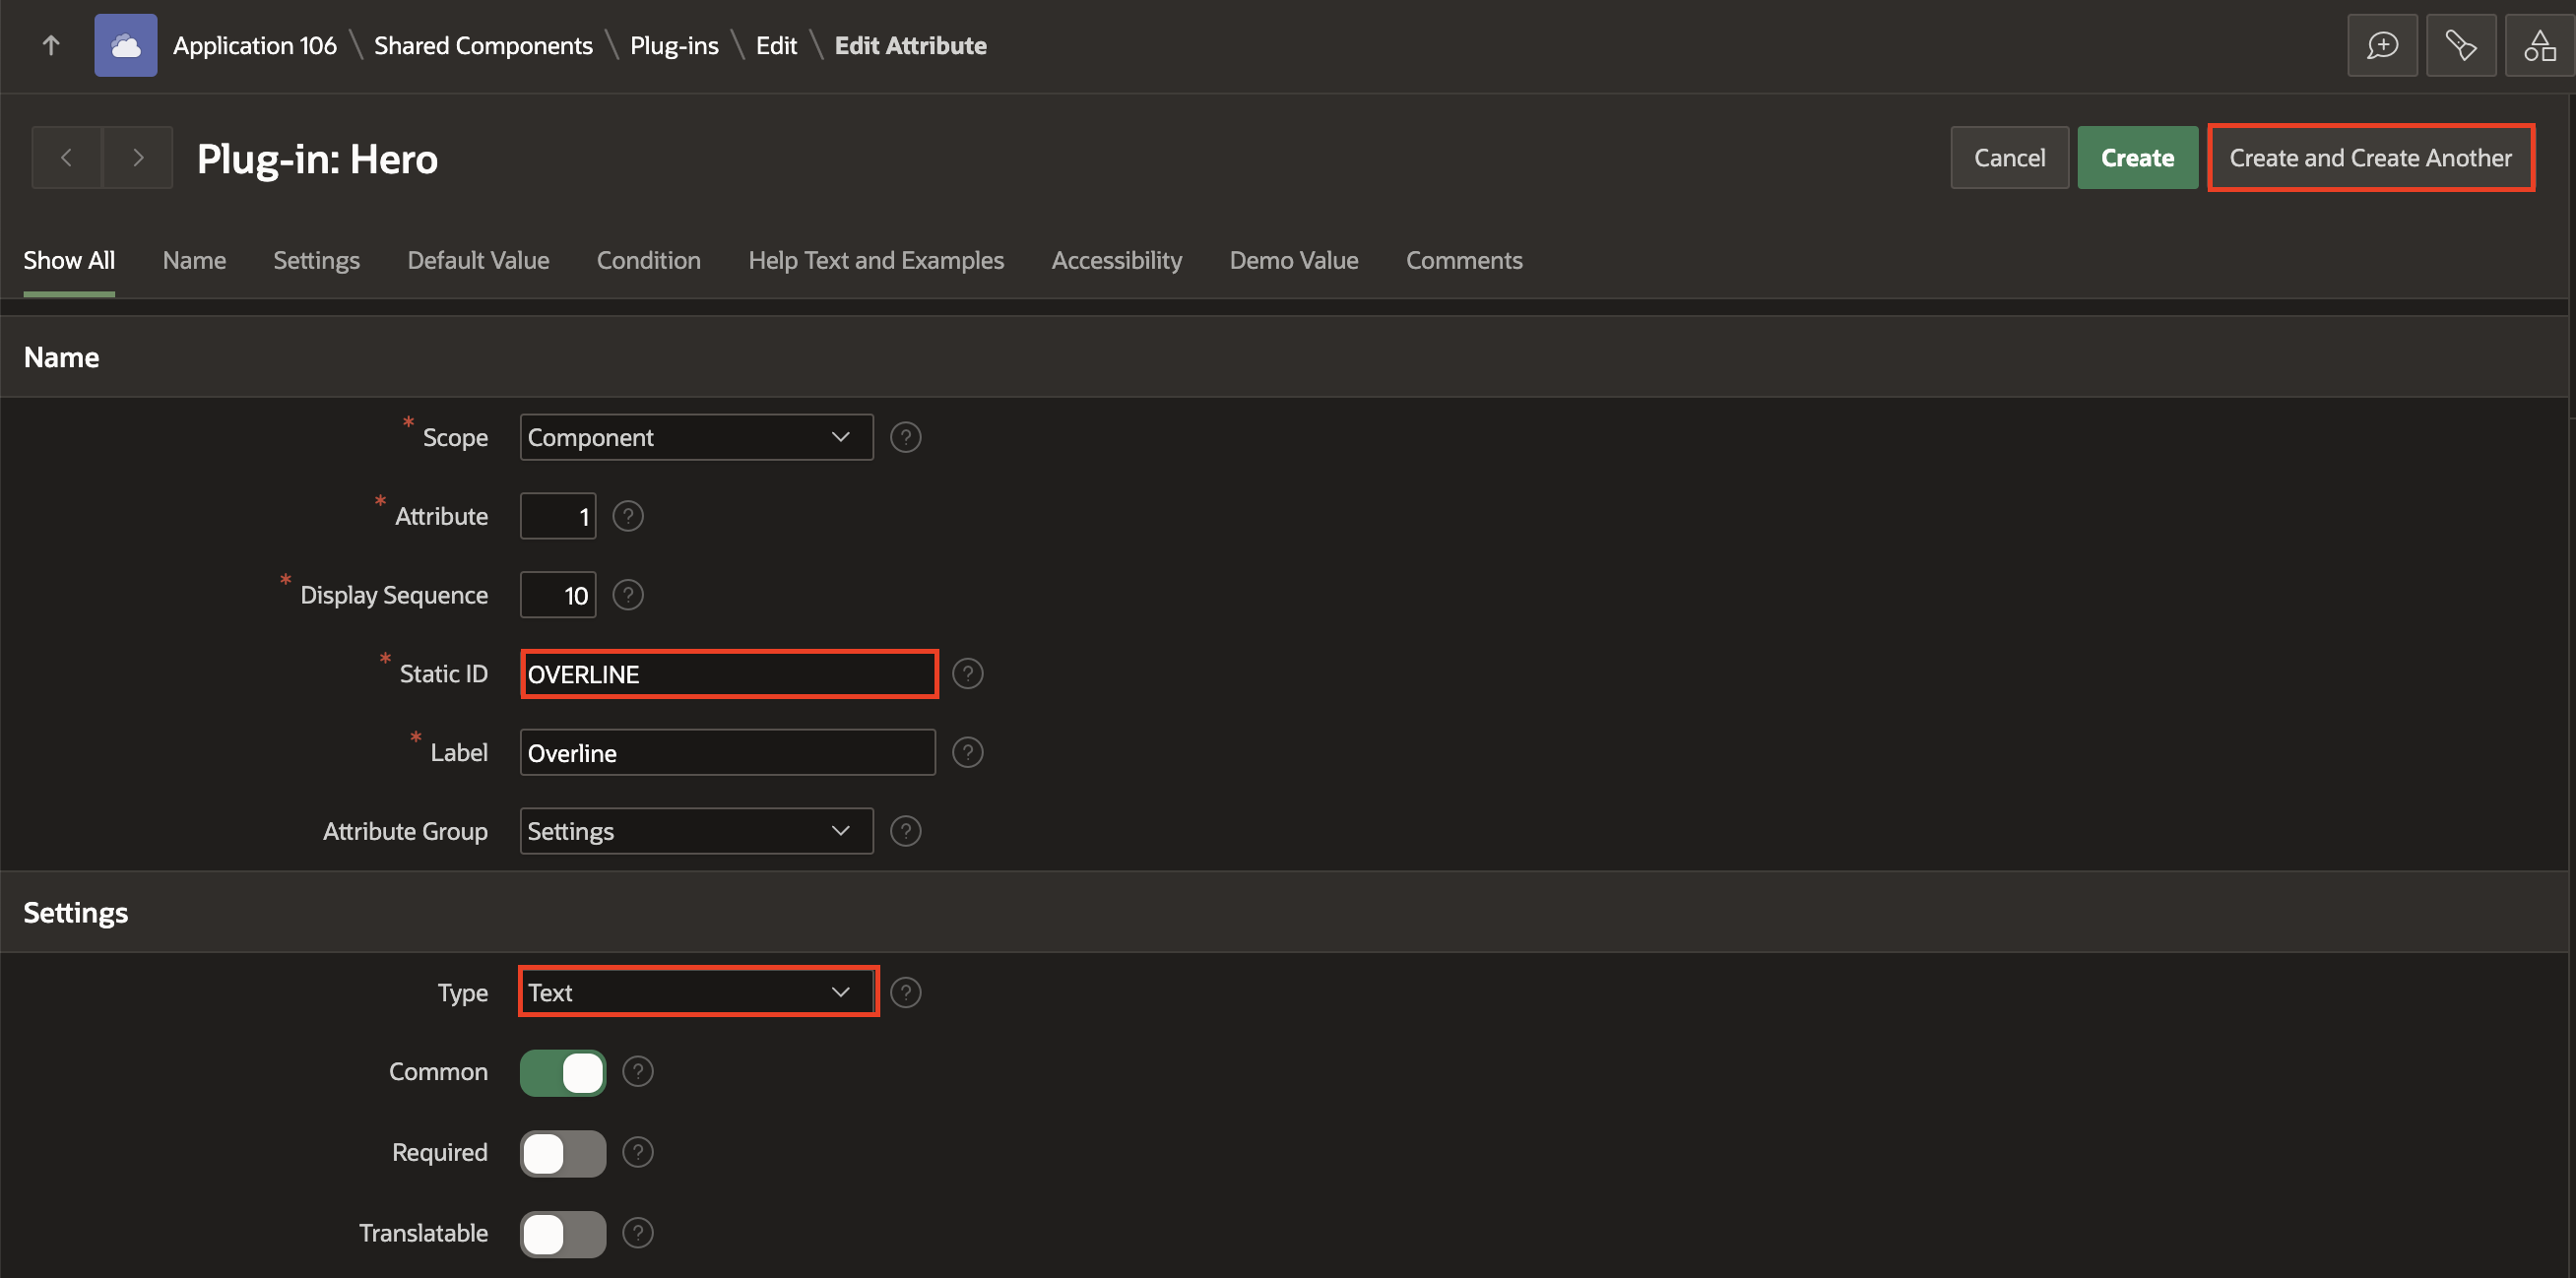 Application 106 \ Shared Components \ Plug-ins \ Edit \ Edit Attribute
Plug-in: Hero
Cancel Create Create and Create Another
Show All Name Settings Default Value Condition Help Text and Examples Accessibility Demo Value Comments
Name
* Scope Component ?
* Attribute 1 ?
* Display Sequence 10 ?
* Static ID OVERLINE ?
* Label Overline ?
Attribute Group Settings ?
Settings
Type Text ?
Common ?
Required ?
Translatable ?